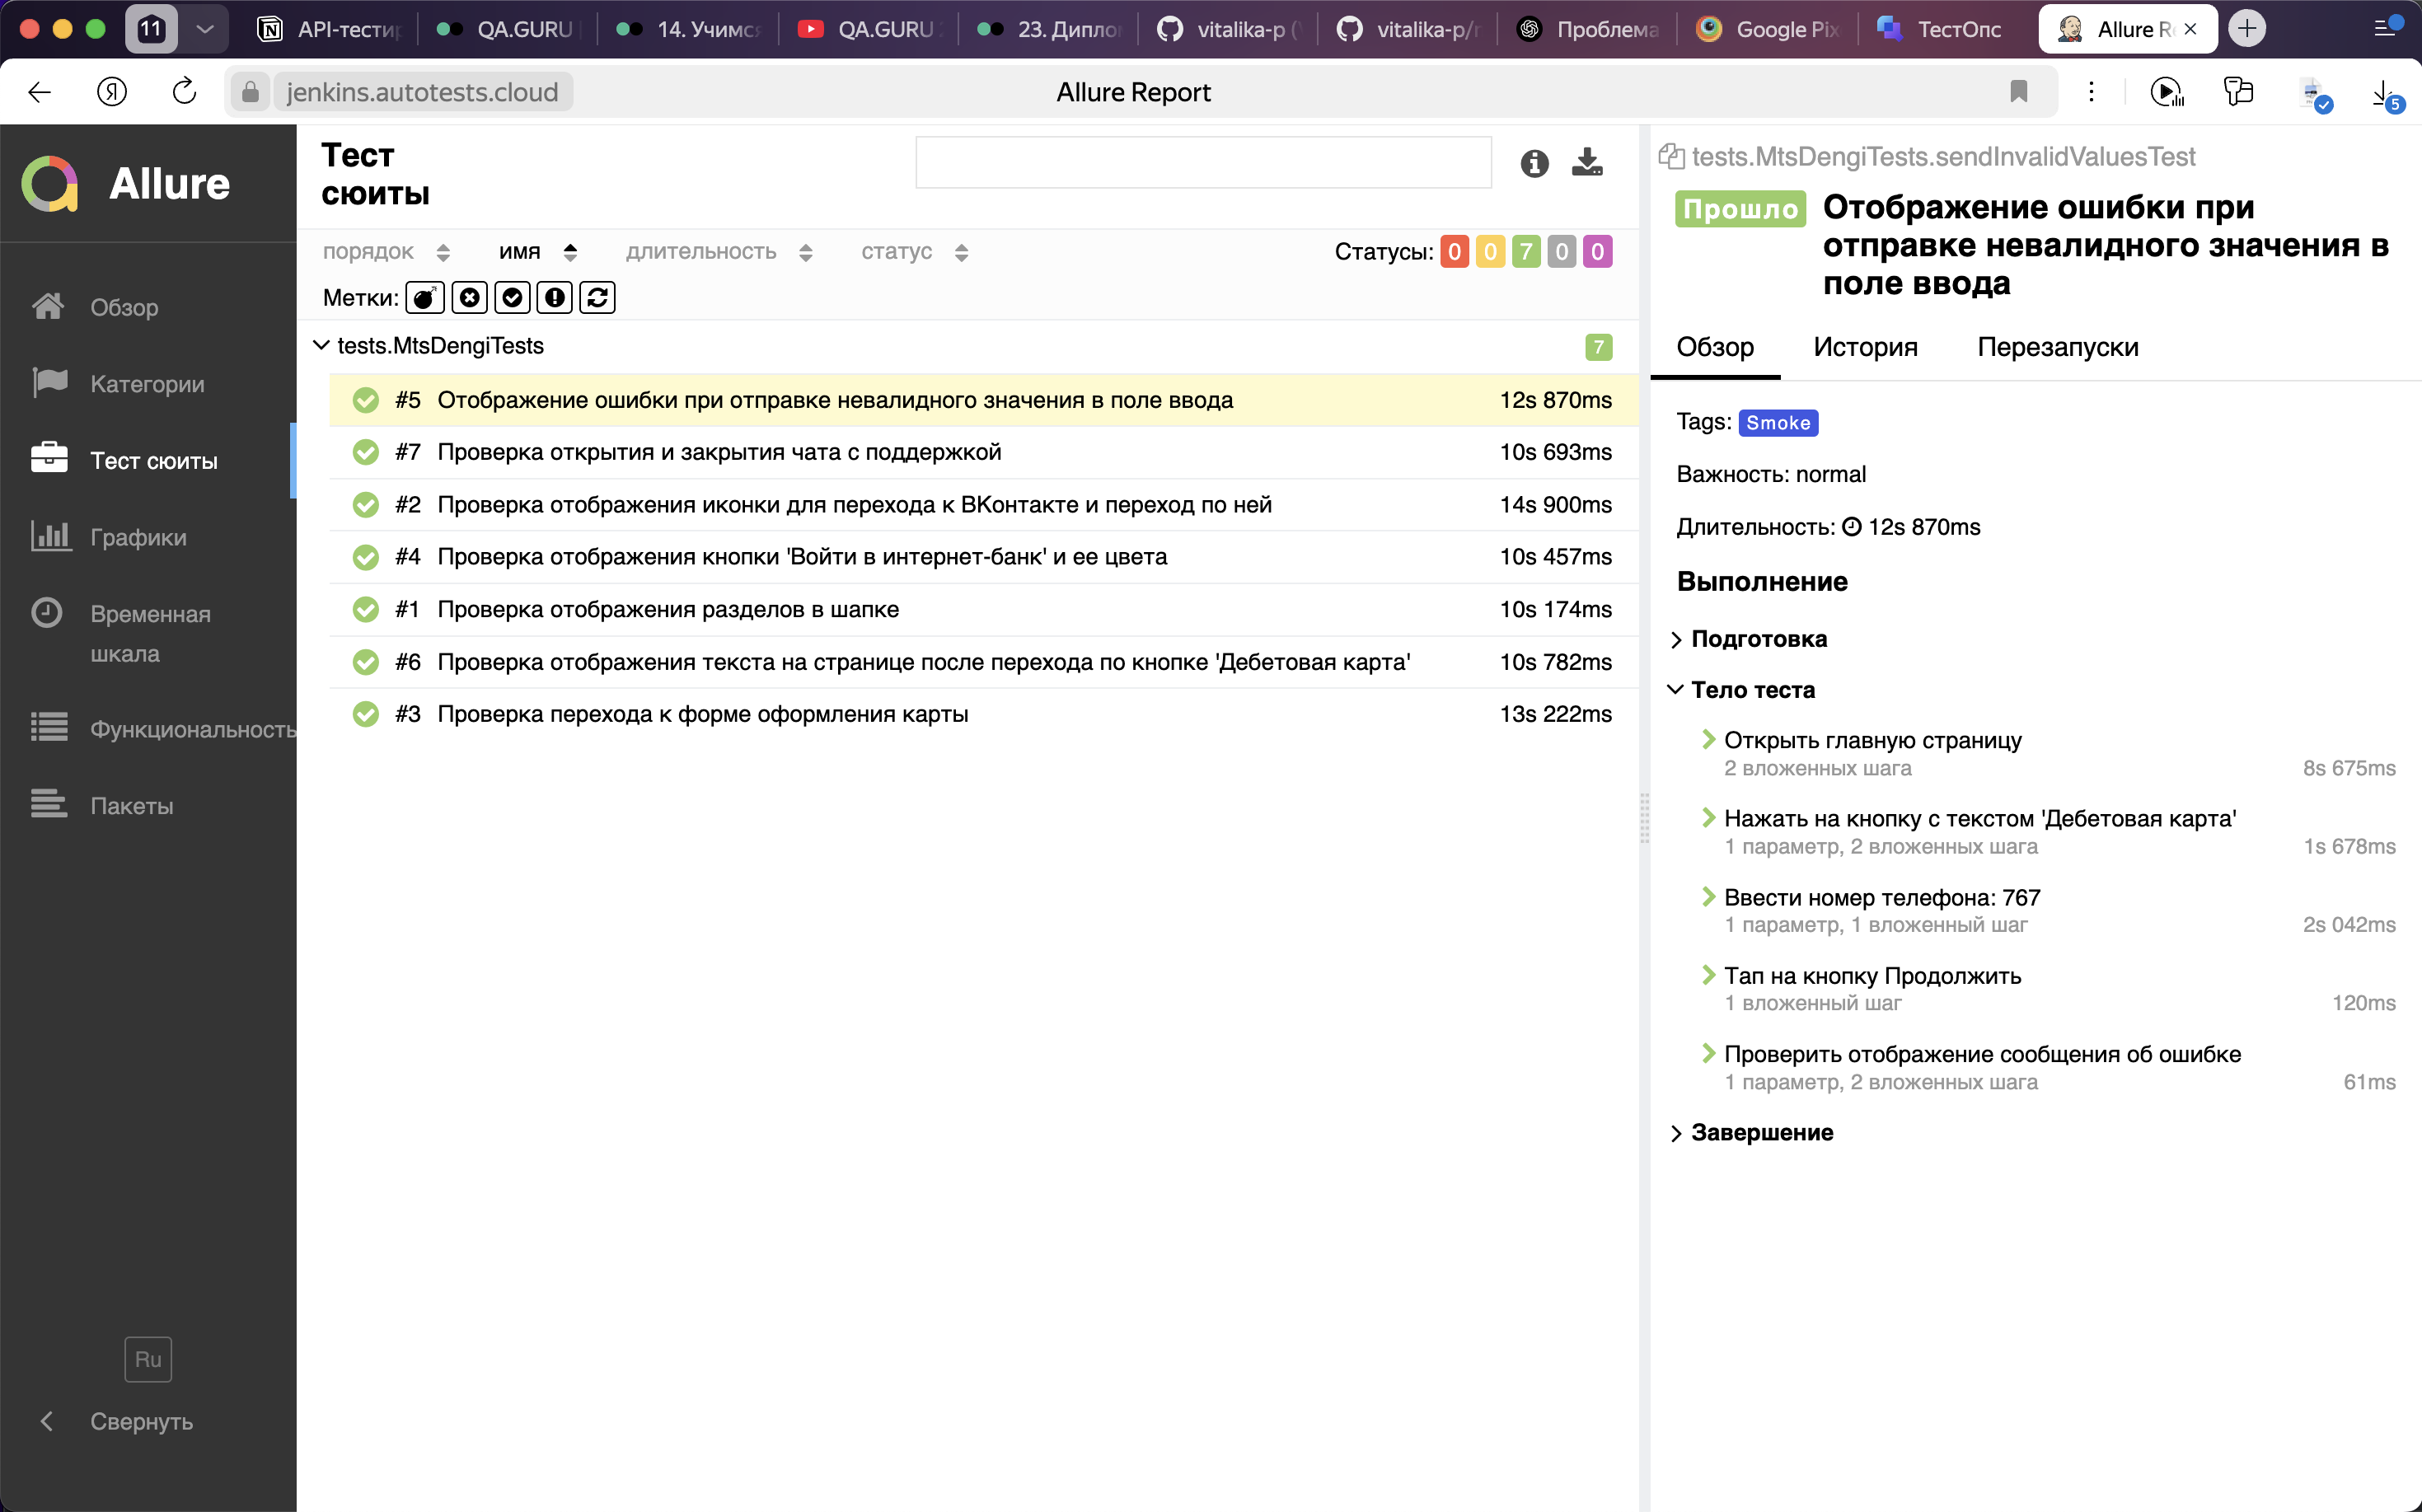 11
API-тестир
QA.GURU
14. Учимся
QA.GURU
23. Диплом
vitalika-p (
vitalika-p/
Проблема
Google Pix
ТестОпс
Allure R
jenkins.autotests.cloud
Allure Report
5
Allure
Обзор
Категории
Тест сюиты
Графики
Временная
шкала
Функциональность
Пакеты
Ru
Свернуть
Тест
сюиты
порядок имя длительность статус Статусы: 0 0 7 0 0
Метки:
tests.MtsDengiTests 7
#5 Отображение ошибки при отправке невалидного значения в поле ввода 12s 870ms
#7 Проверка открытия и закрытия чата с поддержкой 10s 693ms
#2 Проверка отображения иконки для перехода к ВКонтакте и переход по ней 14s 900ms
#4 Проверка отображения кнопки 'Войти в интернет-банк' и ее цвета 10s 457ms
#1 Проверка отображения разделов в шапке 10s 174ms
#6 Проверка отображения текста на странице после перехода по кнопке 'Дебетовая карта' 10s 782ms
#3 Проверка перехода к форме оформления карты 13s 222ms
tests.MtsDengiTests.sendInvalidValuesTest
Прошло Отображение ошибки при
отправке невалидного значения в
поле ввода
Обзор История Перезапуски
Tags: Smoke
Важность: normal
Длительность: 12s 870ms
Выполнение
Подготовка
Тело теста
Открыть главную страницу
2 вложенных шага 8s 675ms
Нажать на кнопку с текстом 'Дебетовая карта'
1 параметр, 2 вложенных шага 1s 678ms
Ввести номер телефона: 767
1 параметр, 1 вложенный шаг 2s 042ms
Тап на кнопку Продолжить
1 вложенный шаг 120ms
Проверить отображение сообщения об ошибке
1 параметр, 2 вложенных шага 61ms
Завершение